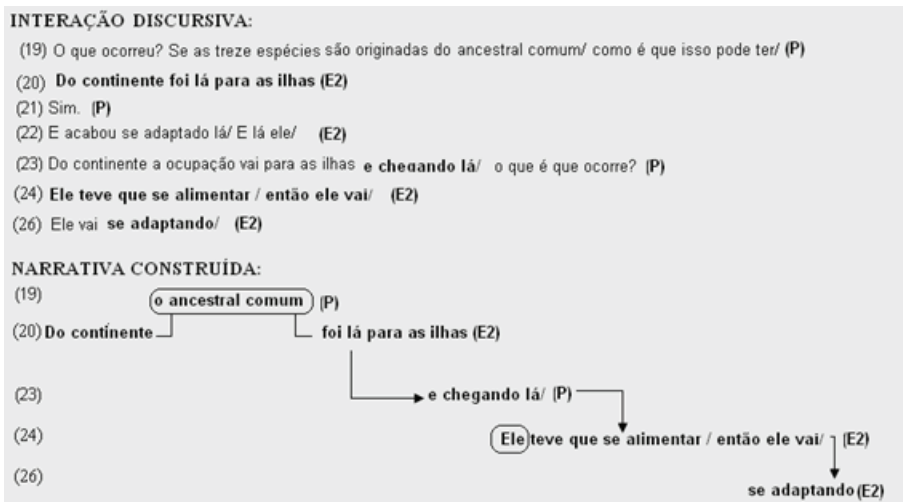 INTERAÇÃO DISCURSIVA:
(19) O que ocorreu? Se as treze espécies são originadas do ancestral comum/ como é que isso pode ter/ (P)
(20) Do continente foi lá para as ilhas (E2)
(21) Sim. (P)
(22) E acabou se adaptado lá/ E lá ele/ (E2)
(23) Do continente a ocupação vai para as ilhas e chegando lá/ o que é que ocorre? (P)
(24) Ele teve que se alimentar / então ele vai/ (E2)
(26) Ele vai se adaptando/ (E2)
NARRATIVA CONSTRUÍDA:
(19) o ancestral comum (P)
(20) Do continente foi lá para as ilhas (E2)
(23) e chegando lá/ (P)
(24) Ele teve que se alimentar / então ele vai/ (E2)
(26) se adaptando (E2)